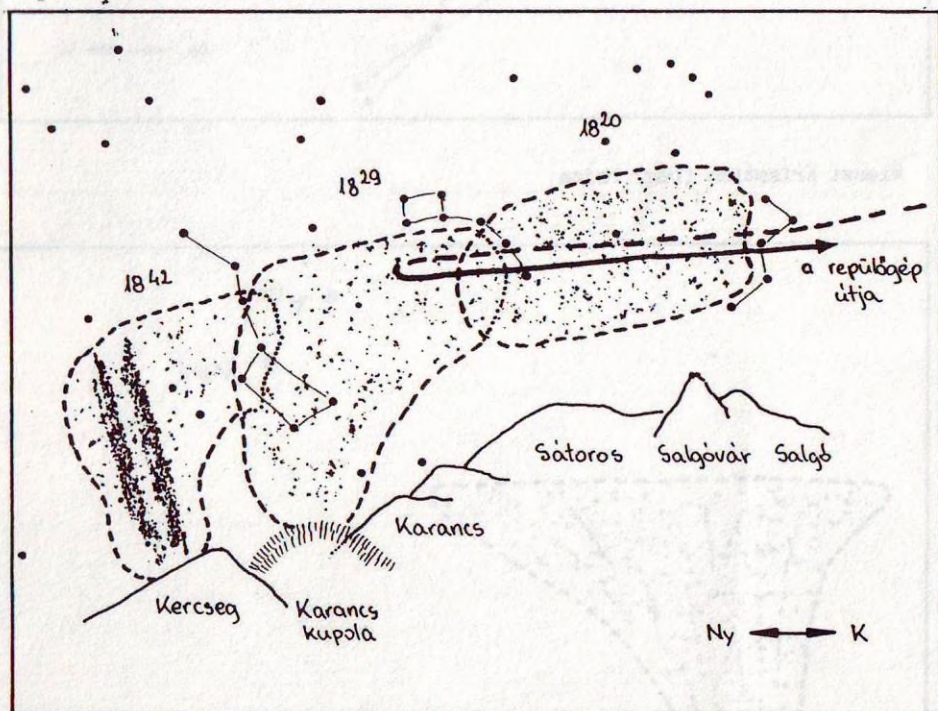 18²⁰
18²⁹
18⁴²
a repülőgép
útja
Sátoros
Salgóvár
Salgó
Karancs
Kercseg
Karancs
kupola
Ny
K